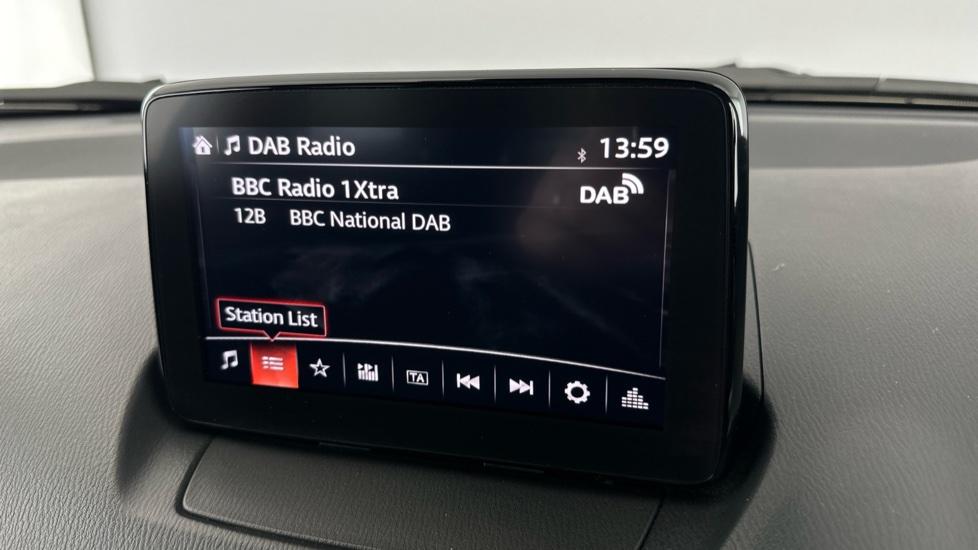 DAB Radio 13:59
BBC Radio 1Xtra DAB
12B BBC National DAB
Station List
TA